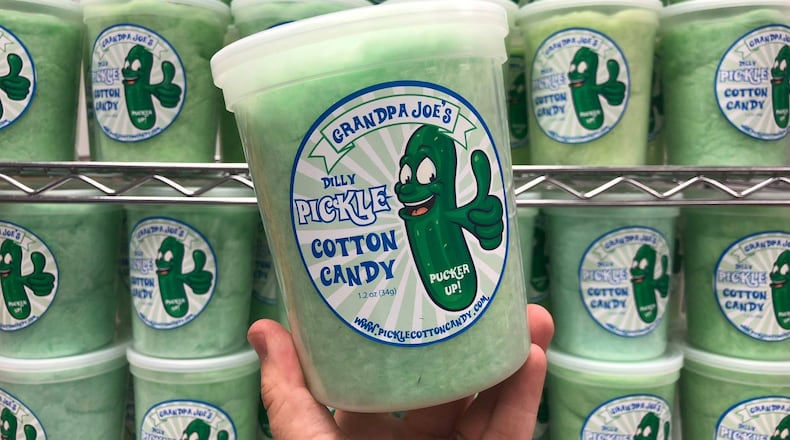 GRANDPA JOE'S
DILLY
PICKLE
COTTON
CANDY
1.2 oz (34g)
PUCKER
UP!
www.PICKLECOTTONCANDY.COM